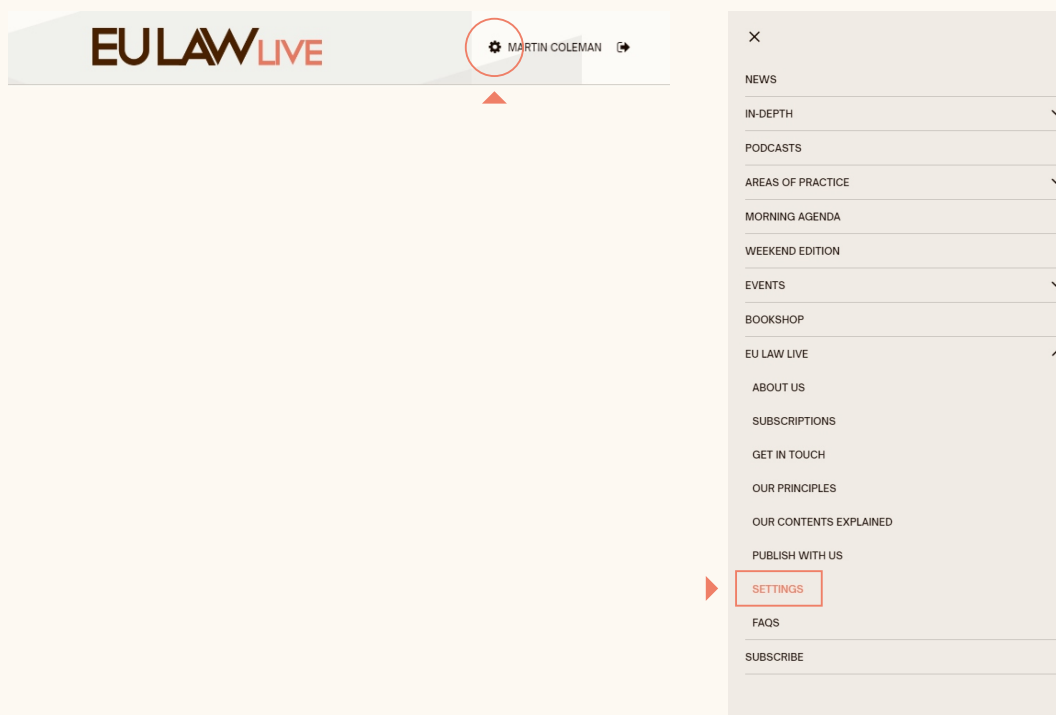 EU LAW LIVE
MARTIN COLEMAN
NEWS
IN-DEPTH
PODCASTS
AREAS OF PRACTICE
MORNING AGENDA
WEEKEND EDITION
EVENTS
BOOKSHOP
EU LAW LIVE
ABOUT US
SUBSCRIPTIONS
GET IN TOUCH
OUR PRINCIPLES
OUR CONTENTS EXPLAINED
PUBLISH WITH US
SETTINGS
FAQS
SUBSCRIBE